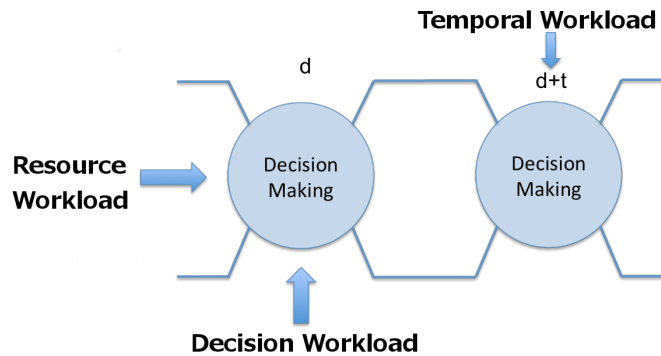 Temporal Workload
d
d+t
Decision
Making
Decision
Making
Resource
Workload
Decision Workload